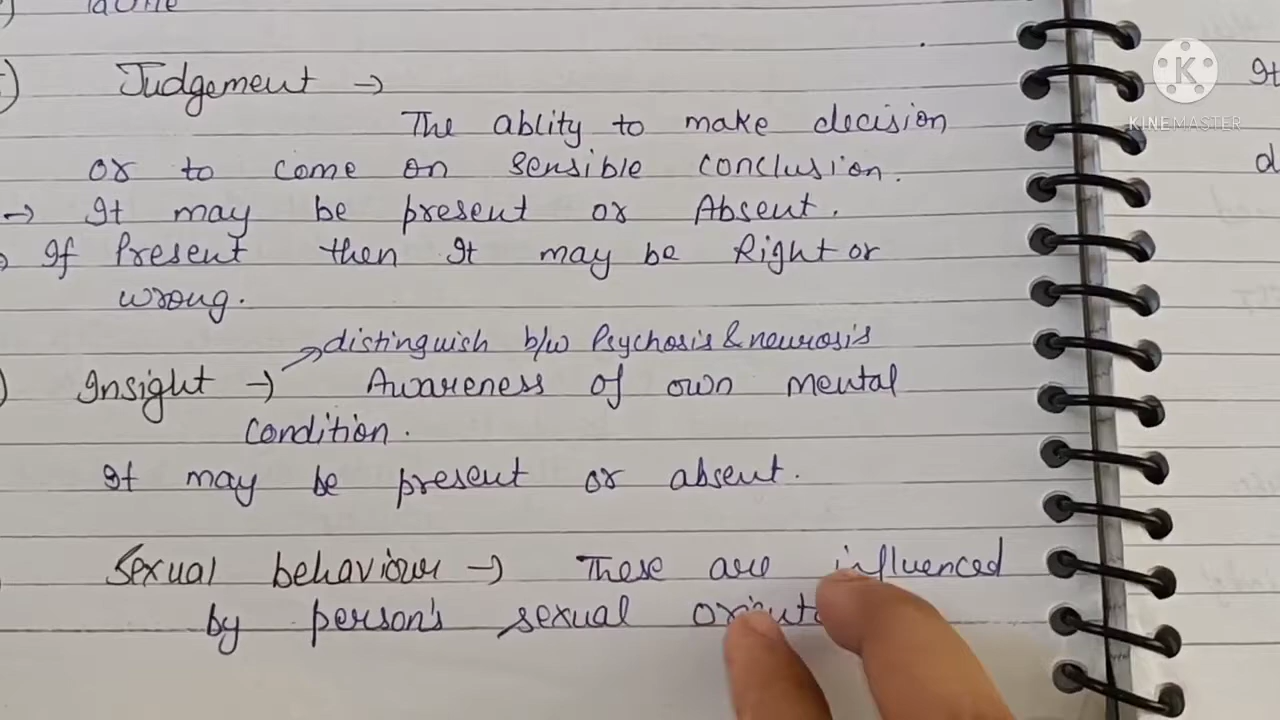 Judgement →
The ablity to make decision
or to come on sensible conclusion.
→ It may be present or Absent.
If Present then It may be Right or
wrong.
distinguish b/w Psychosis & neurosis
Insight → Awareness of own mental
Condition.
It may be present or absent.
Sexual behaviour → These are influenced
by person's sexual
It
d
KINEMASTER